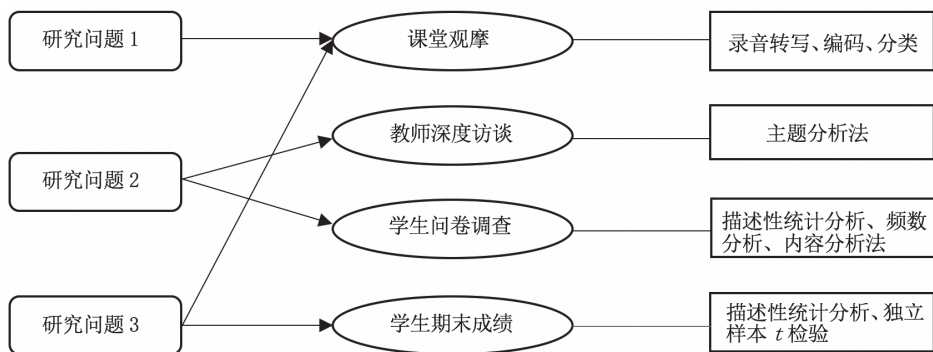 研究问题 1
课堂观摩
录音转写、编码、分类
教师深度访谈
主题分析法
研究问题 2
学生问卷调查
描述性统计分析、频数
分析、内容分析法
研究问题 3
学生期末成绩
描述性统计分析、独立
样本 t 检验